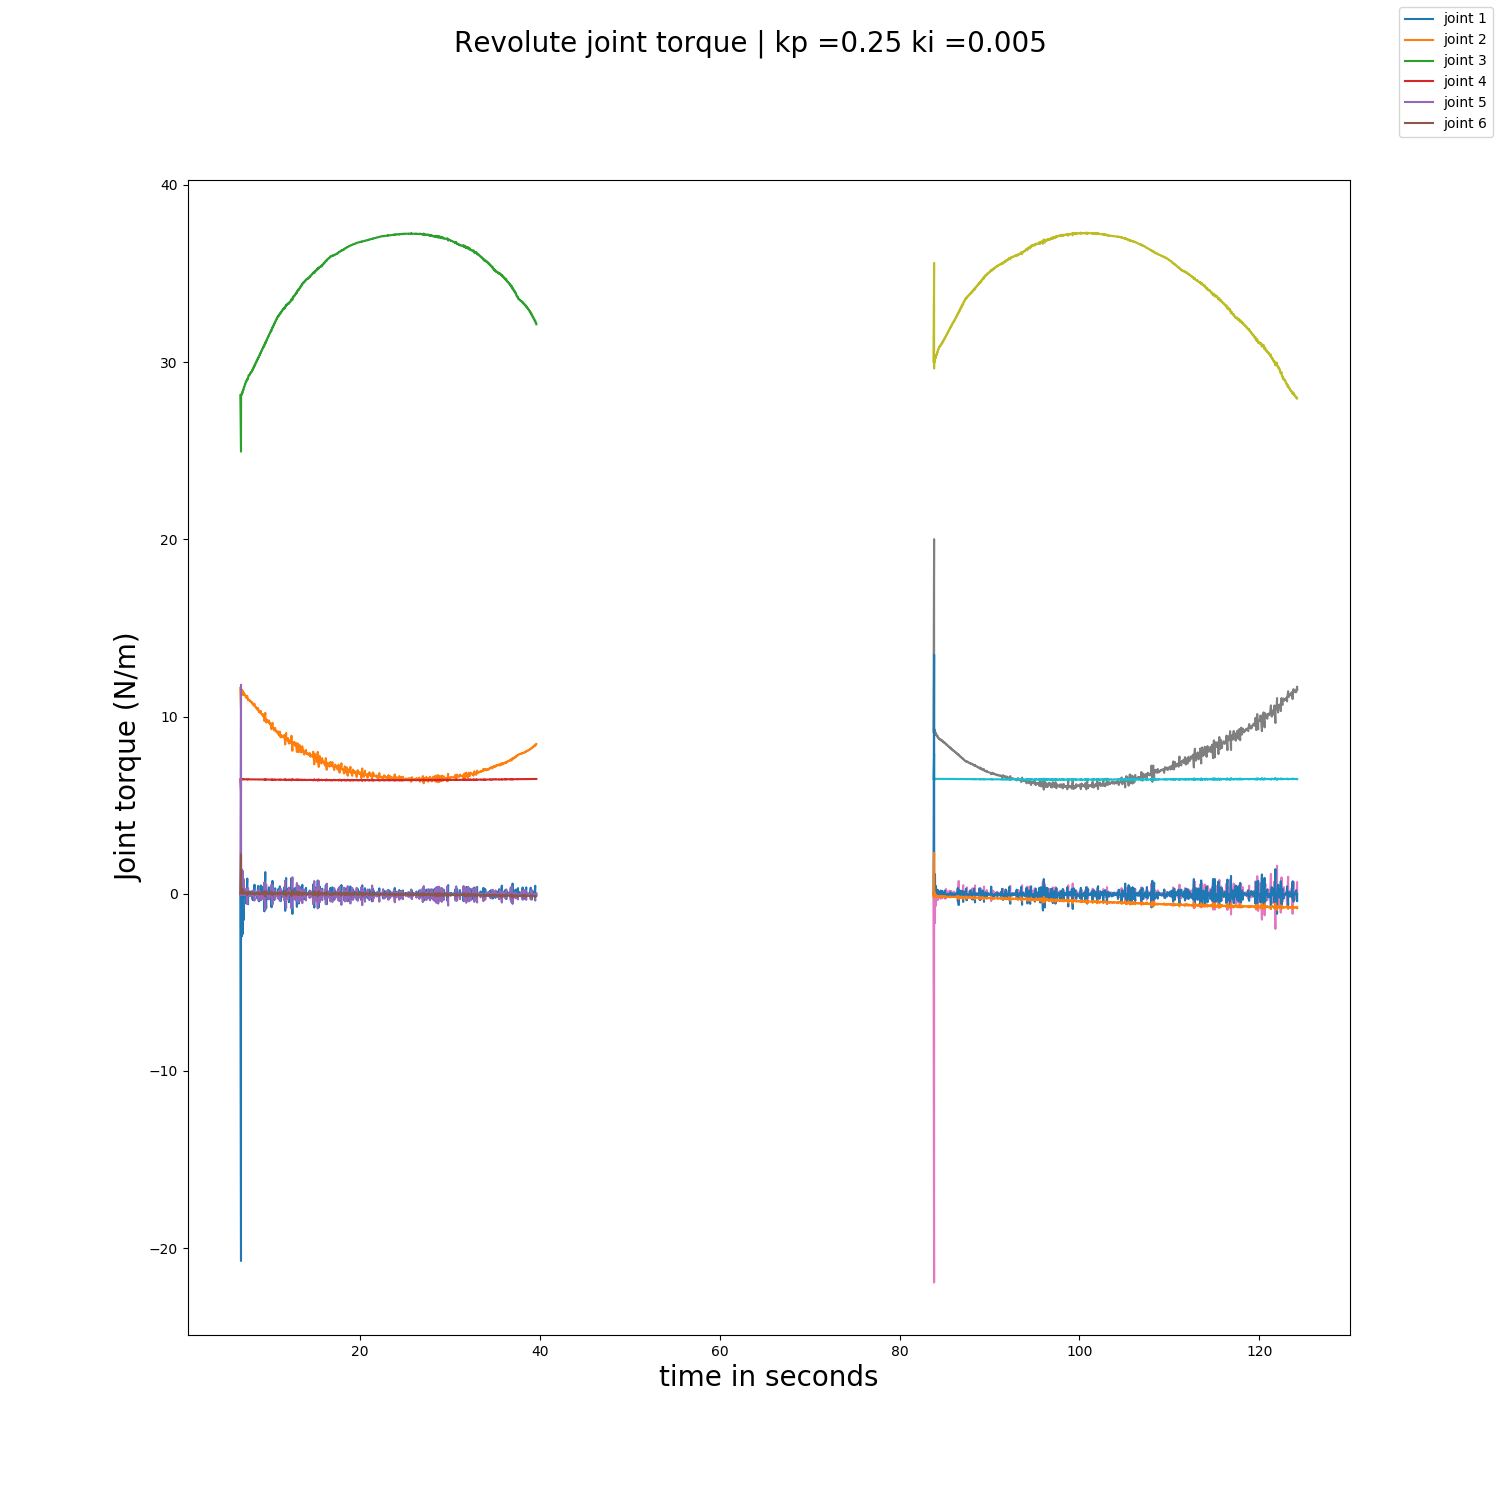 Revolute joint torque | kp =0.25 ki =0.005
joint 1
joint 2
joint 3
joint 4
joint 5
joint 6
40
30
20
10
0
−10
−20
Joint torque (N/m)
20 40 60 80 100 120
time in seconds